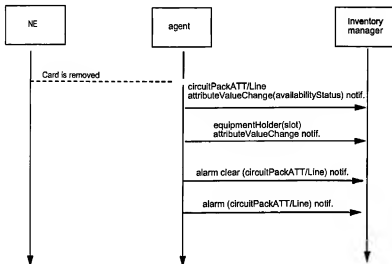 NE
agent
Inventory
manager
Card is removed
circuitPackATT/Line
attributeValueChange(availabilityStatus) notif.
equipmentHolder(slot)
attributeValueChange notif.
alarm clear (circuitPackATT/Line) notif.
alarm (circuitPackATT/Line) notif.